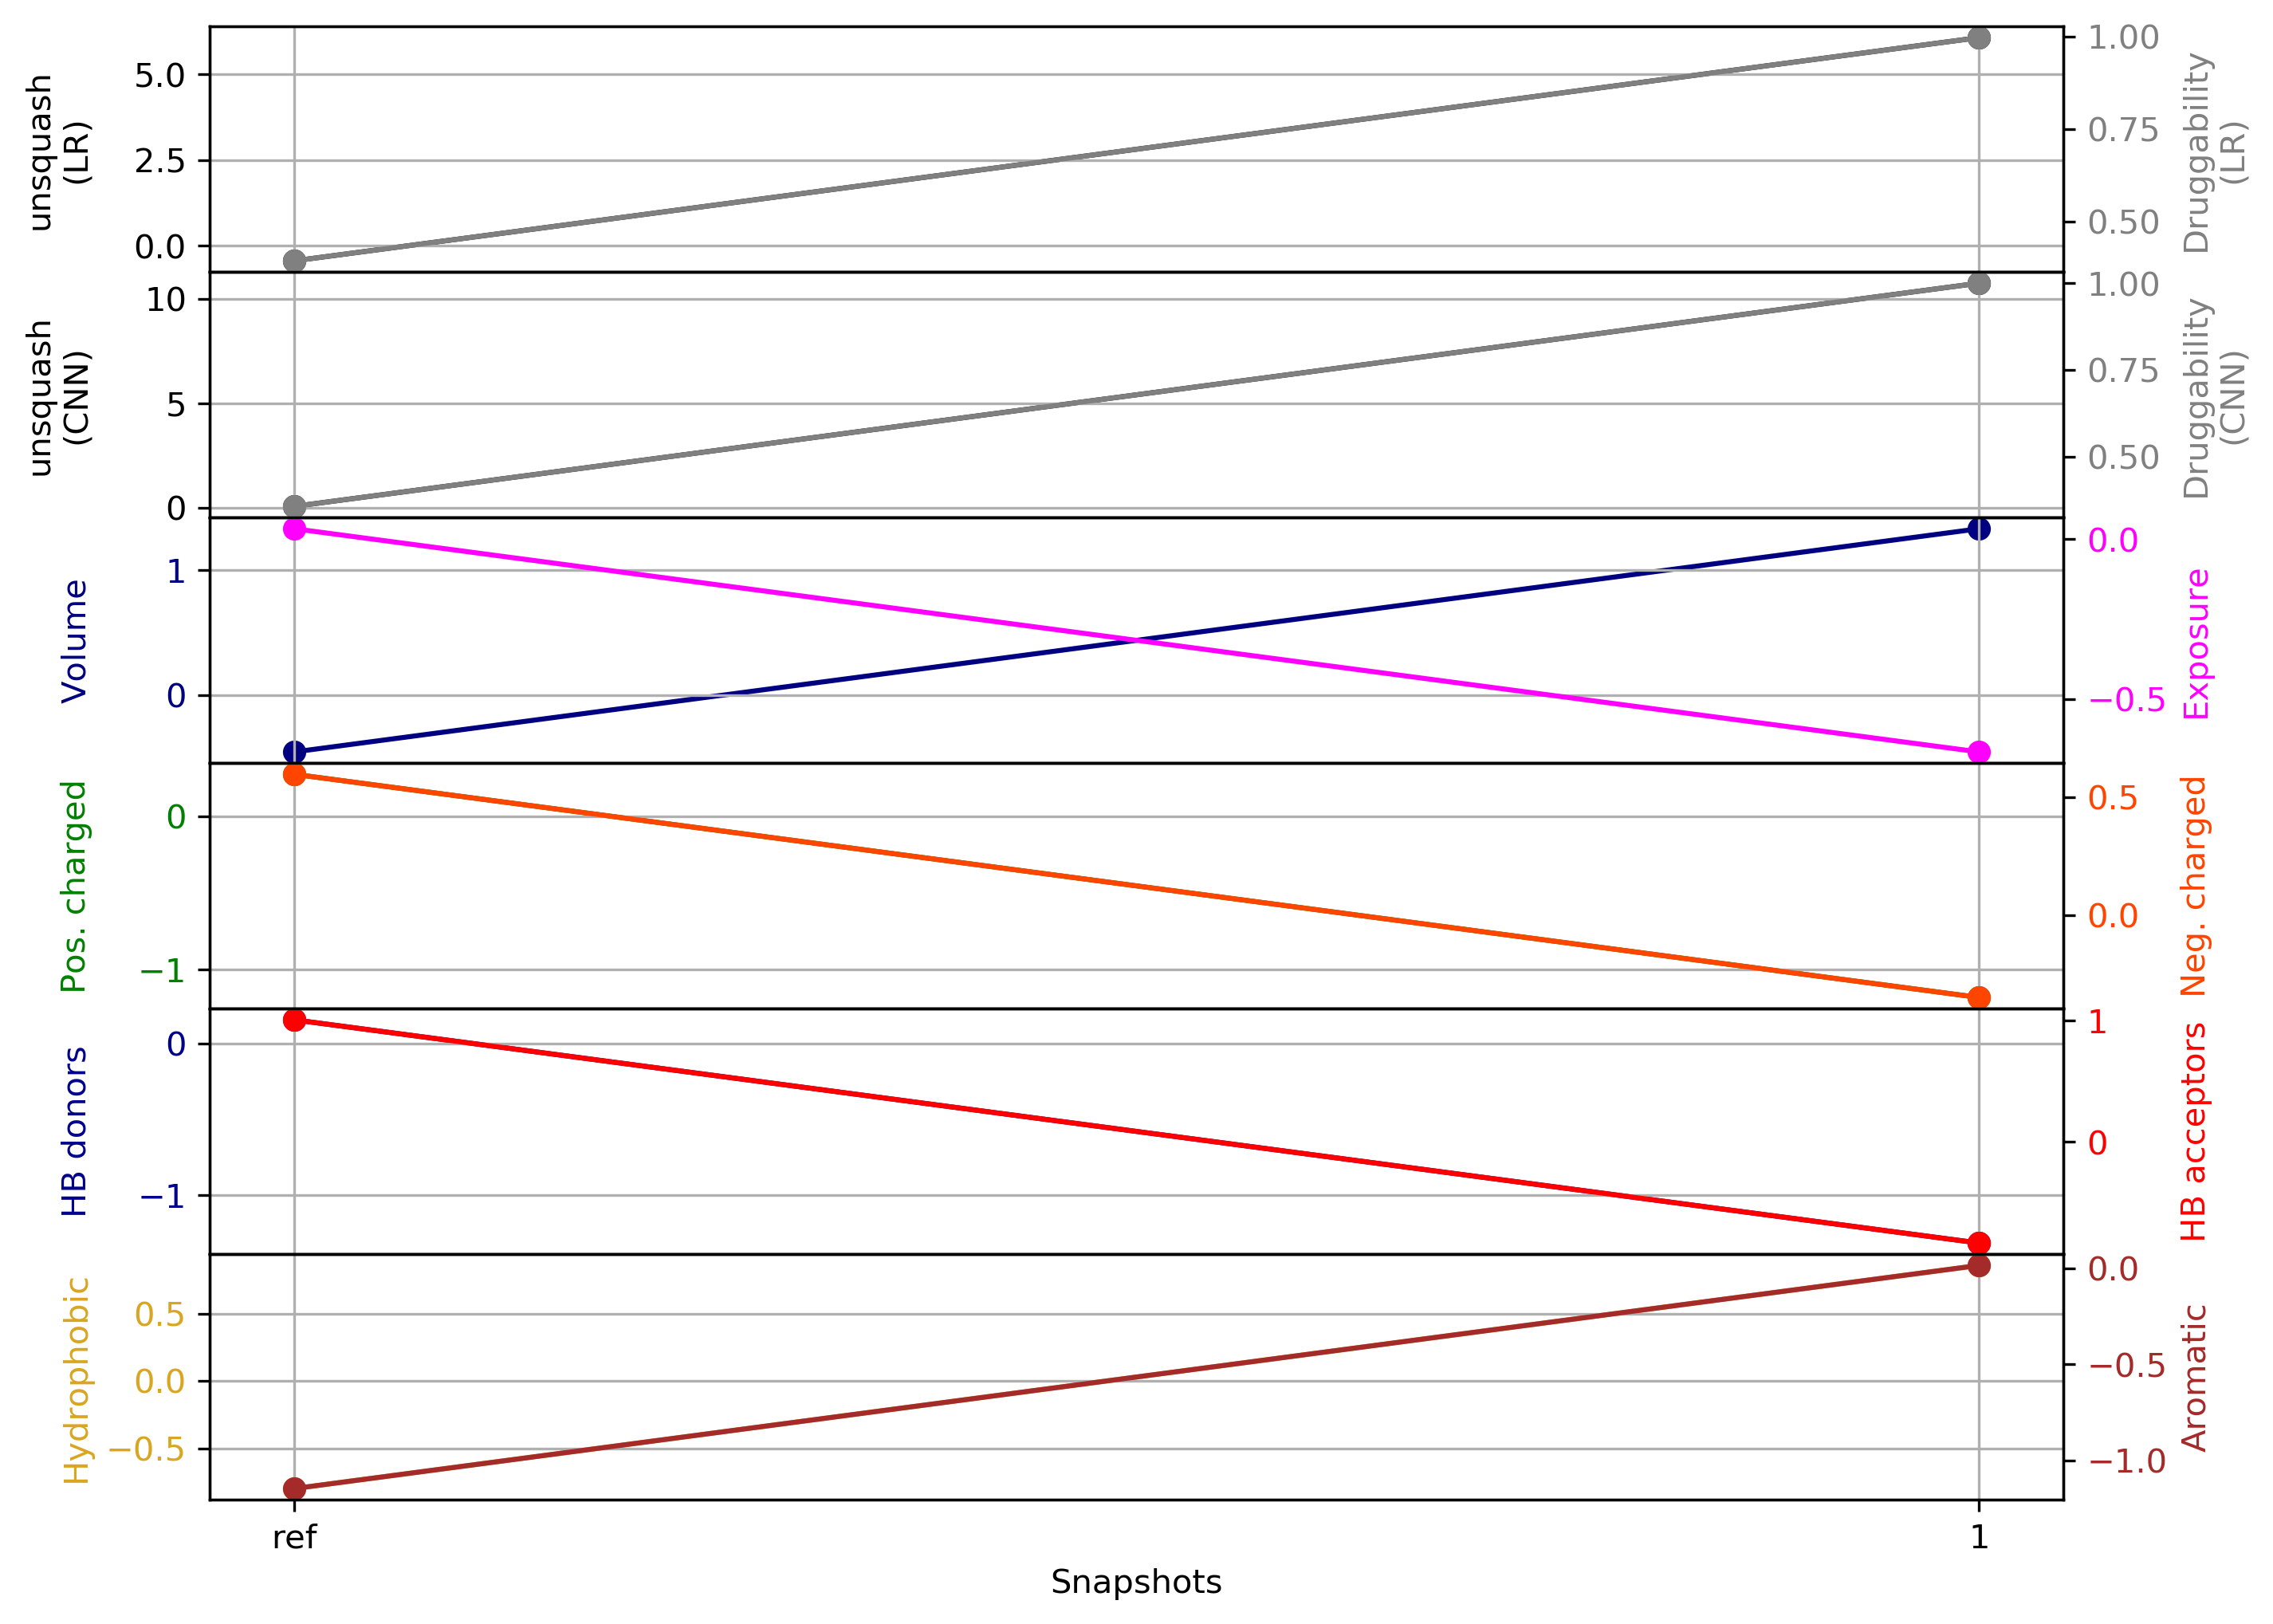 unsquash
(LR)
5.0
2.5
0.0
1.00
0.75
0.50
Druggability
(LR)
unsquash
(CNN)
10
5
0
1.00
0.75
0.50
Druggability
(CNN)
Volume
1
0
0.0
−0.5
Exposure
Pos. charged
0
−1
0.5
0.0
Neg. charged
HB donors
0
−1
1
0
HB acceptors
Hydrophobic
0.5
0.0
−0.5
0.0
−0.5
−1.0
Aromatic
ref
1
Snapshots